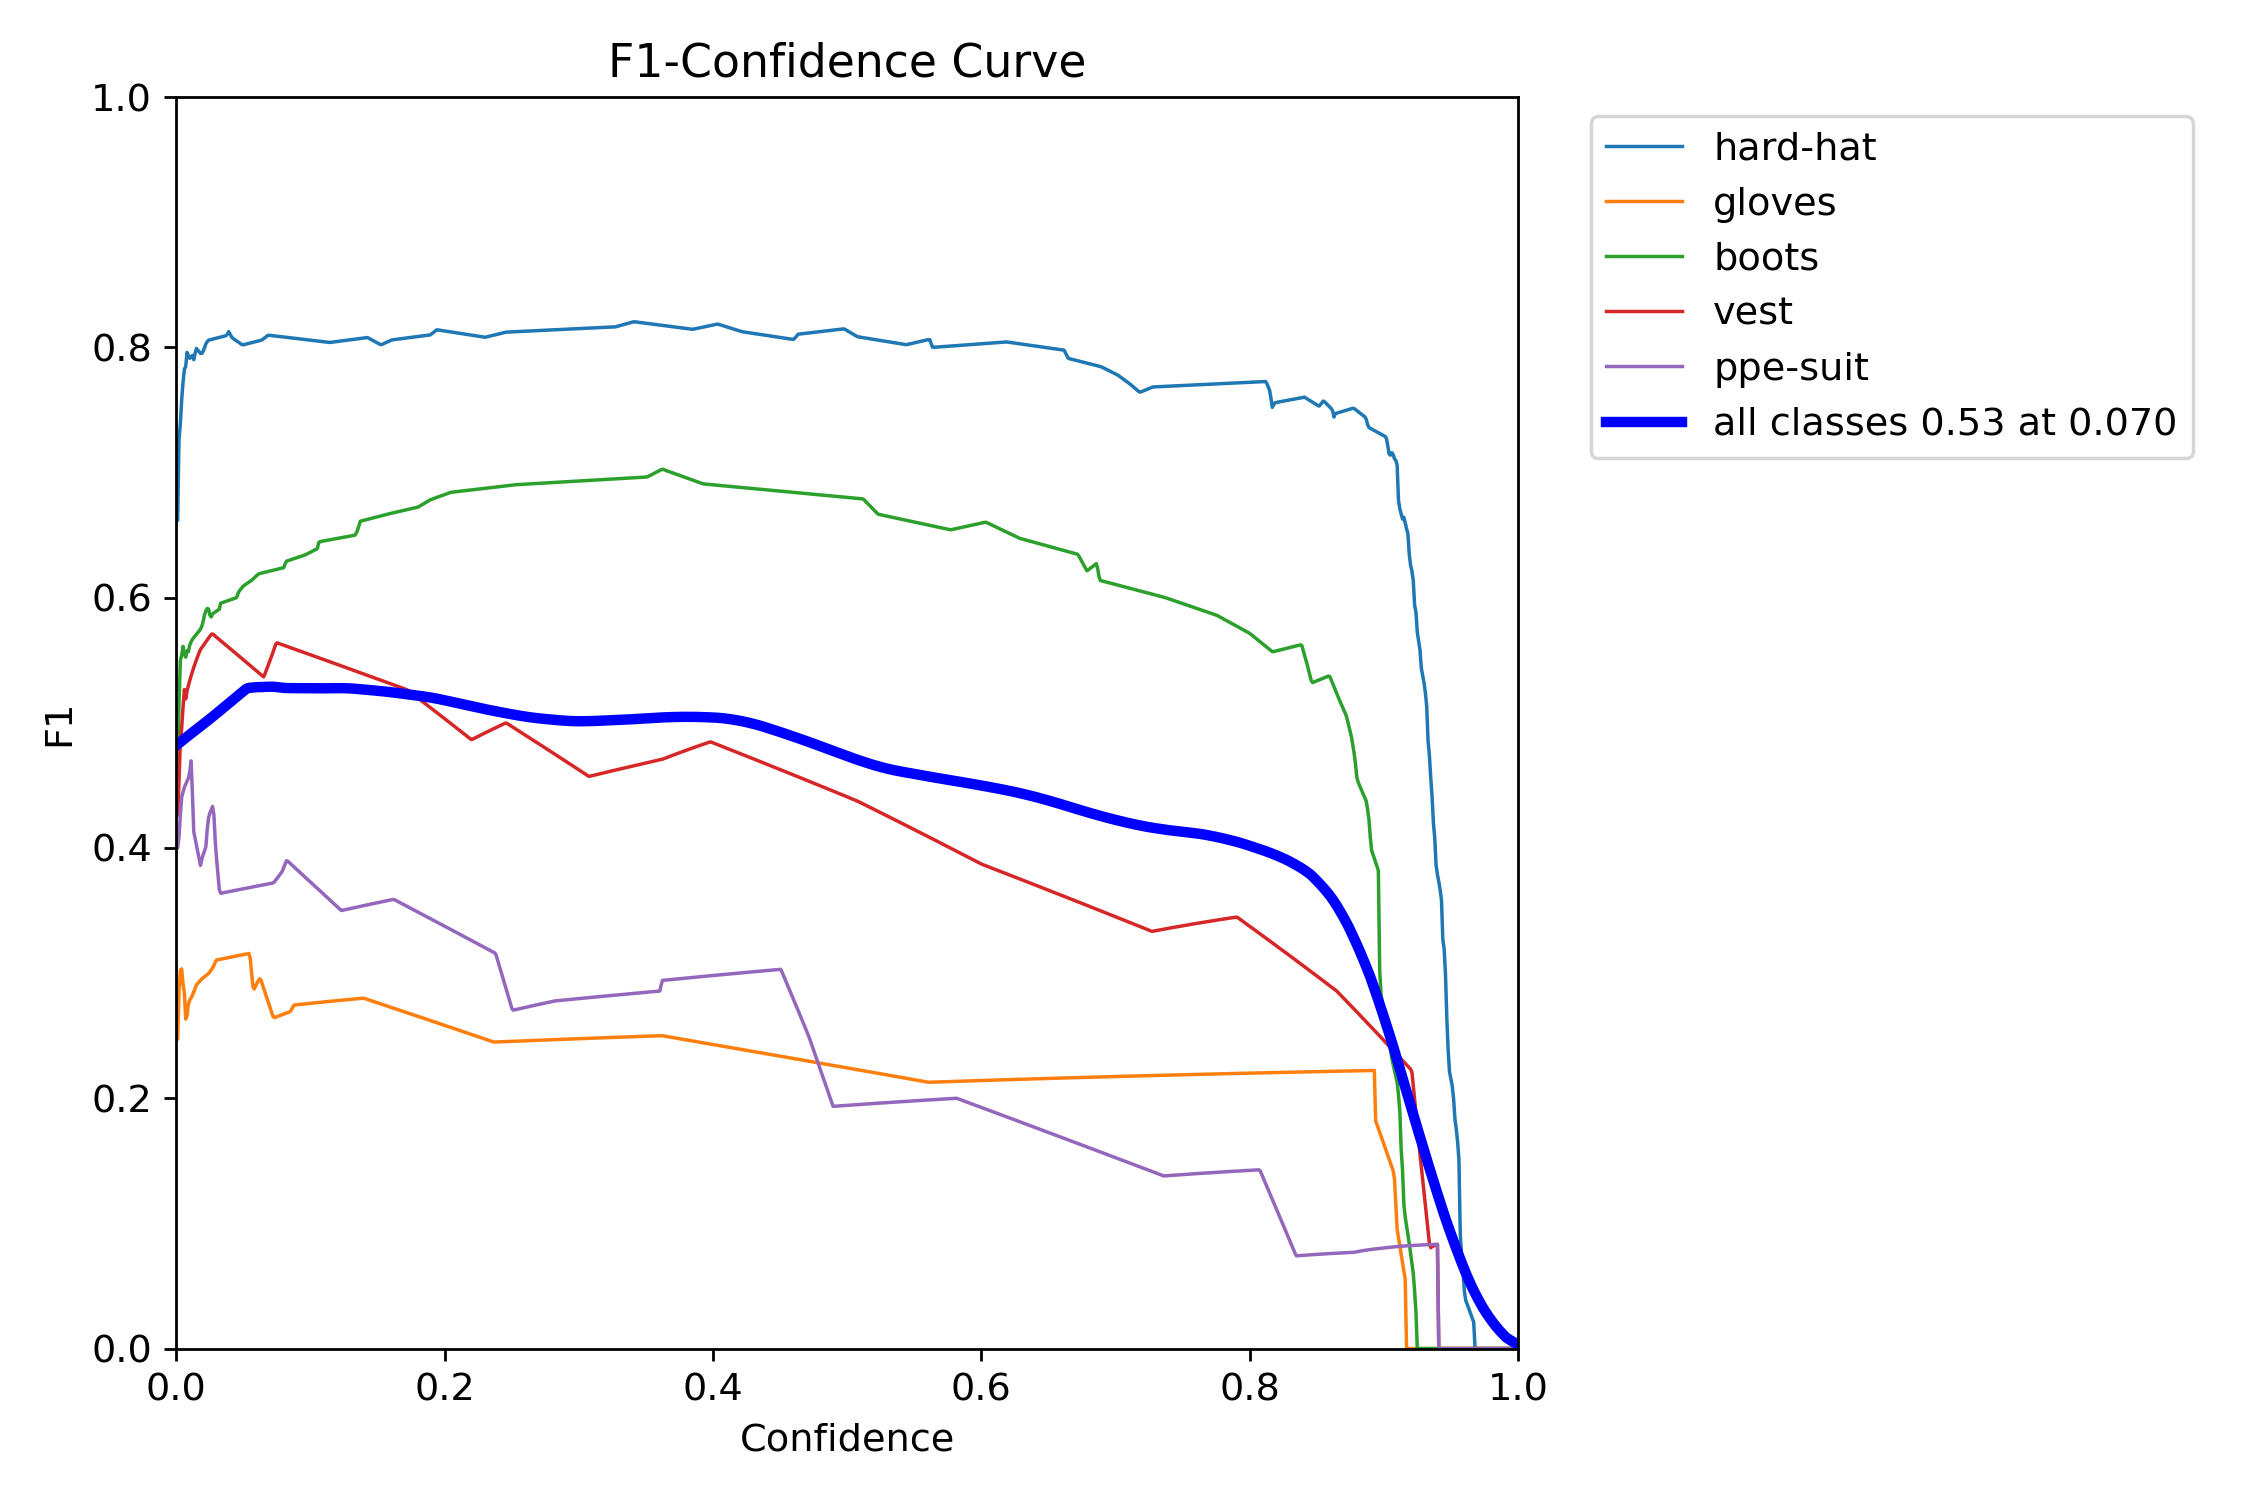 F1-Confidence Curve
1.0
0.8
0.6
0.4
0.2
0.0
F1
0.0 0.2 0.4 0.6 0.8 1.0
Confidence
hard-hat
gloves
boots
vest
ppe-suit
all classes 0.53 at 0.070